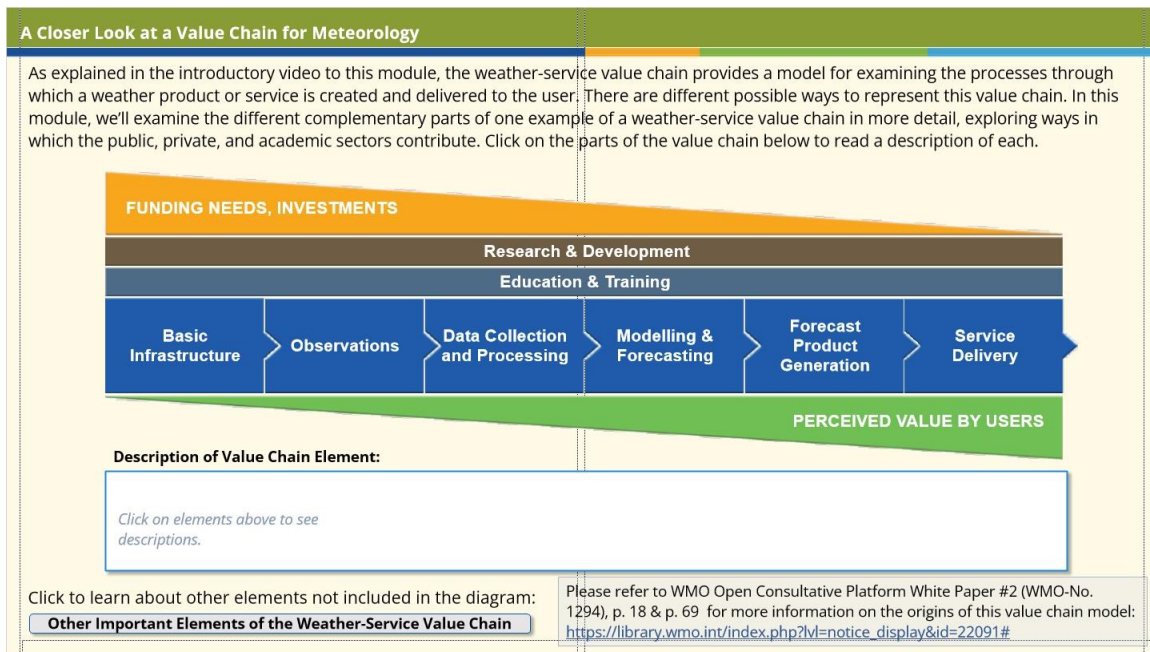 A Closer Look at a Value Chain for Meteorology
As explained in the introductory video to this module, the weather-service value chain provides a model for examining the processes through
which a weather product or service is created and delivered to the user. There are different possible ways to represent this value chain. In this
module, we'll examine the different complementary parts of one example of a weather-service value chain in more detail, exploring ways in
which the public, private, and academic sectors contribute. Click on the parts of the value chain below to read a description of each.
FUNDING NEEDS, INVESTMENTS
Research & Development
Education & Training
Basic
Infrastructure
Observations
Data Collection
and Processing
Modelling &
Forecasting
Forecast
Product
Generation
Service
Delivery
PERCEIVED VALUE BY USERS
Description of Value Chain Element:
Click on elements above to see
descriptions.
Click to learn about other elements not included in the diagram:
Other Important Elements of the Weather-Service Value Chain
Please refer to WMO Open Consultative Platform White Paper #2 (WMO-No.
1294), p. 18 & p. 69 for more information on the origins of this value chain model:
https://library.wmo.int/index.php?lvl=notice_display&id=22091#